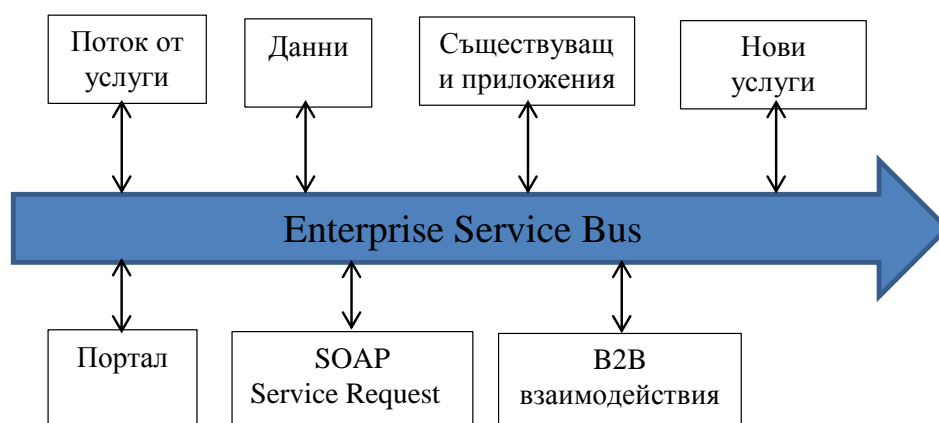 Поток от
услуги
Данни
Съществуващ
и приложения
Нови
услуги
Enterprise Service Bus
Портал
SOAP
Service Request
B2B
взаимодействия